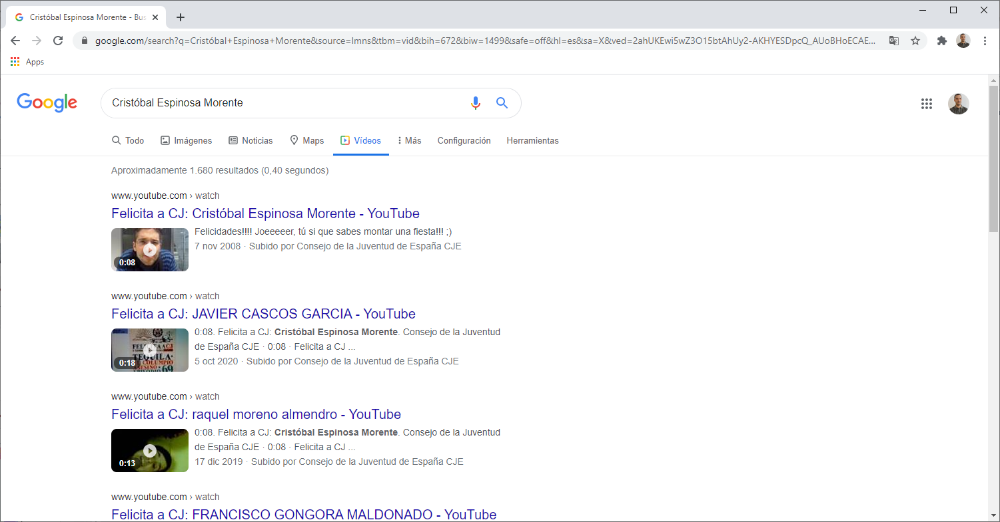 Cristóbal Espinosa Morente - Bus
google.com/search?q=Cristóbal+Espinosa+Morente&source=lmns&tbm=vid&bih=672&biw=1499&safe=off&hl=es&sa=X&ved=2ahUKEwi5wZ3O15btAhUy2-AKHYESDpcQ_AUoBHoECAE...
Apps
Google
Cristóbal Espinosa Morente
Todo Imágenes Noticias Maps Vídeos Más Configuración Herramientas
Aproximadamente 1.680 resultados (0,40 segundos)
www.youtube.com › watch
Felicita a CJ: Cristóbal Espinosa Morente - YouTube
Felicidades!!!! Joeeeeer, tú si que sabes montar una fiesta!!! ;)
7 nov 2008 · Subido por Consejo de la Juventud de España CJE
0:08
www.youtube.com › watch
Felicita a CJ: JAVIER CASCOS GARCIA - YouTube
0:08. Felicita a CJ: Cristóbal Espinosa Morente. Consejo de la Juventud
de España CJE · 0:08 · Felicita a CJ ...
5 oct 2020 · Subido por Consejo de la Juventud de España CJE
FELICITA A CJ
TEQUILA
COLUMPIO
ASESINO
69
0:18
www.youtube.com › watch
Felicita a CJ: raquel moreno almendro - YouTube
0:08. Felicita a CJ: Cristóbal Espinosa Morente. Consejo de la Juventud
de España CJE · 0:08 · Felicita a CJ ...
17 dic 2019 · Subido por Consejo de la Juventud de España CJE
0:13
www.youtube.com › watch
Felicita a CJ: FRANCISCO GONGORA MALDONADO - YouTube